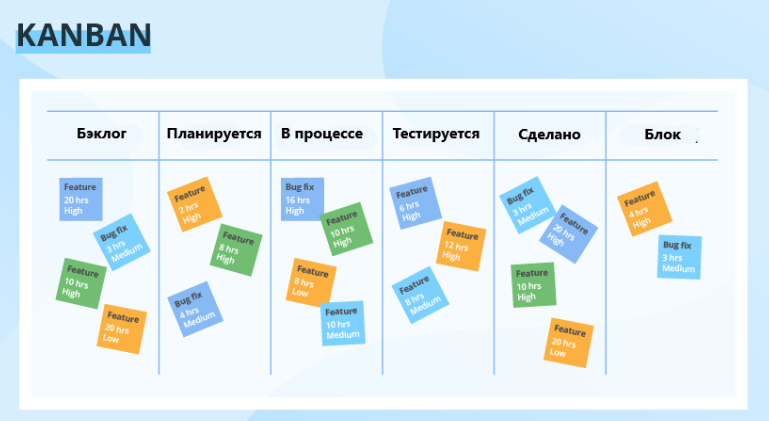 KANBAN
Бэклог
Планируется
В процессе
Тестируется
Сделано
Блок
Feature
20 hrs
High
Bug fix
3 hrs
Medium
Feature
10 hrs
High
Feature
20 hrs
Low
Feature
2 hrs
High
Feature
8 hrs
High
Bug fix
4 hrs
Medium
Bug fix
16 hrs
High
Feature
10 hrs
High
Feature
8 hrs
Low
Feature
10 hrs
Medium
Feature
6 hrs
High
Feature
12 hrs
High
Feature
8 hrs
Medium
Bug fix
3 hrs
Medium
Feature
20 hrs
High
Feature
10 hrs
High
Feature
20 hrs
Low
Feature
4 hrs
High
Bug fix
3 hrs
Medium